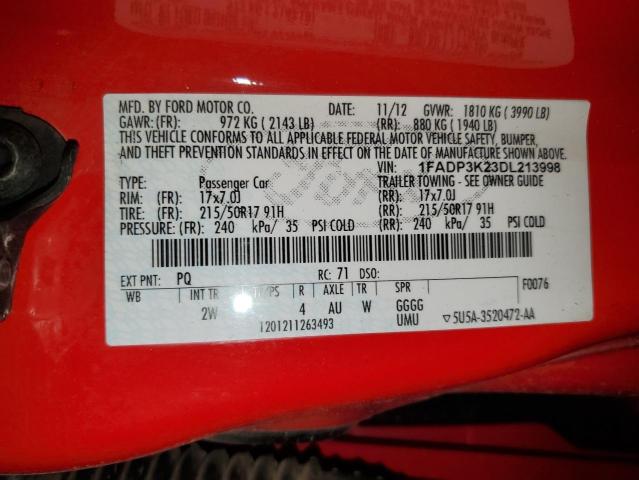 MFD. BY FORD MOTOR CO. DATE: 11/12 GVWR: 1810 KG ( 3990 LB)
GAWR: (FR): 972 KG ( 2143 LB) (RR): 880 KG ( 1940 LB)
THIS VEHICLE CONFORMS TO ALL APPLICABLE FEDERAL MOTOR VEHICLE SAFETY, BUMPER,
AND THEFT PREVENTION STANDARDS IN EFFECT ON THE DATE OF MANUFACTURE SHOWN ABOVE.
VIN: 1FADP3K23DL213998
TYPE: Passenger Car TRAILER TOWING - SEE OWNER GUIDE
RIM: (FR): 17x7.0J (RR): 17x7.0J
TIRE: (FR): 215/50R17 91H (RR): 215/50R17 91H
PRESSURE: (FR): 240 kPa/ 35 PSI COLD (RR): 240 kPa/ 35 PSI COLD
EXT PNT: PQ RC: 71 DSO: F0076
WB INT TR TP/PS R AXLE TR SPR
2W 4 AU W GGGG
1201211263493 UMU ▽5U5A-3520472-AA